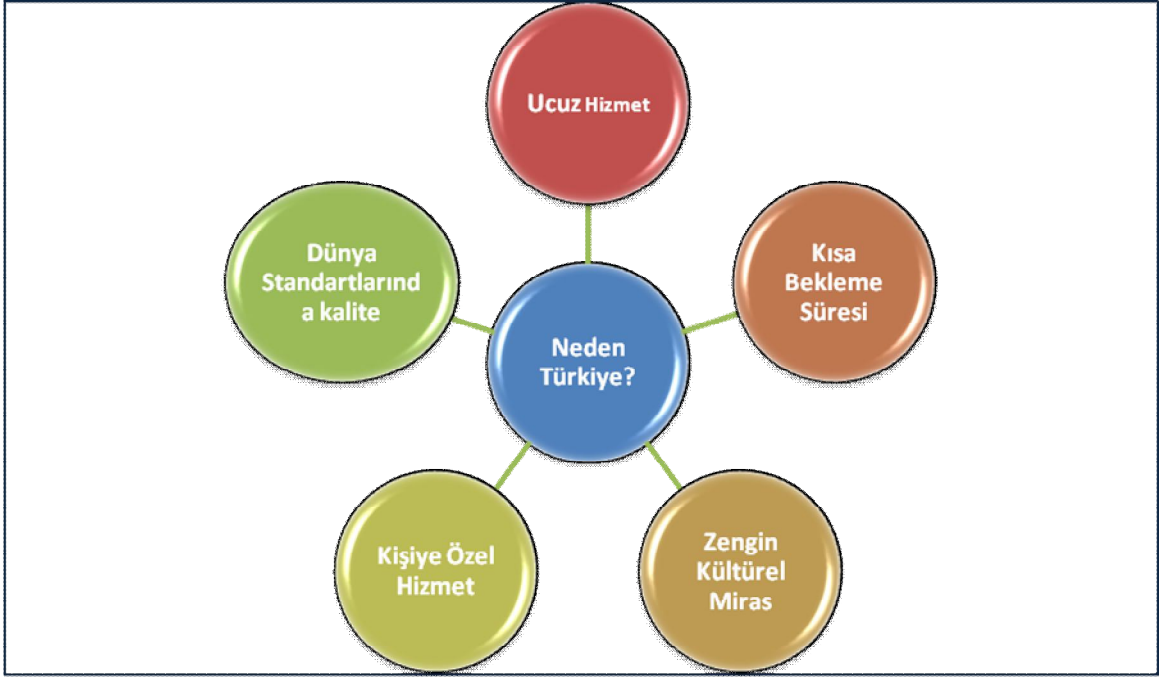 Ucuz Hizmet
Dünya
Standartlarınd
a kalite
Kısa
Bekleme
Süresi
Neden
Türkiye?
Kişiye Özel
Hizmet
Zengin
Kültürel
Miras